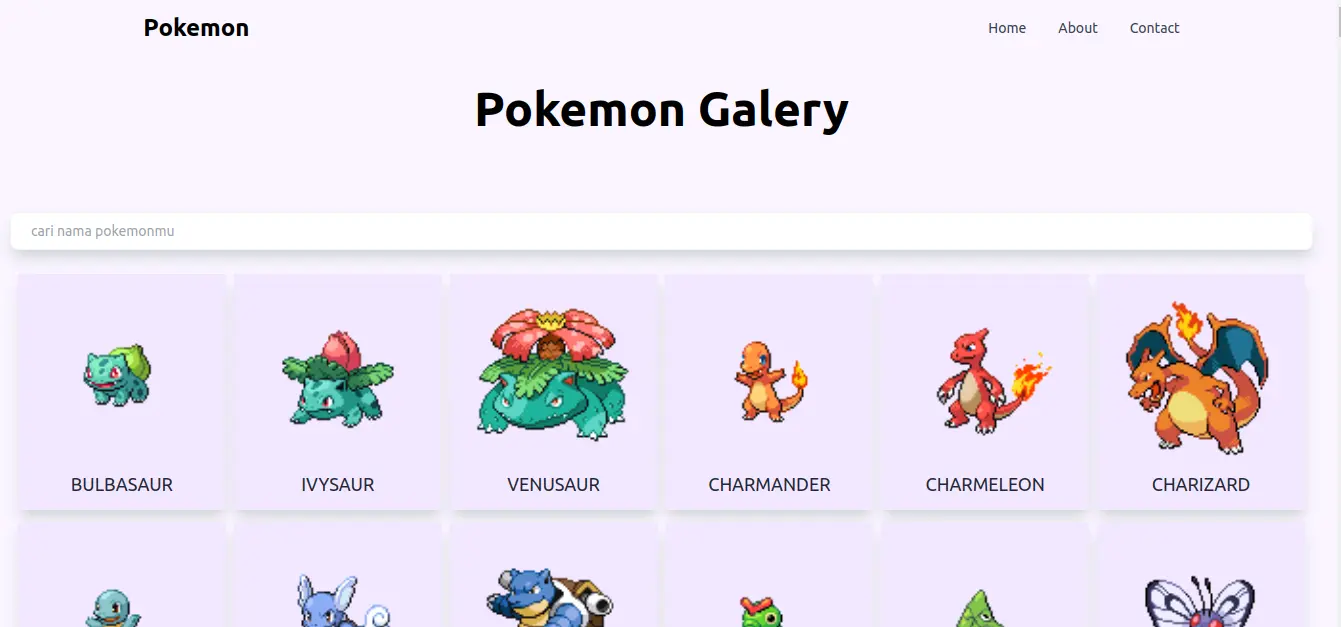 Pokemon
Home About Contact
Pokemon Galery
cari nama pokemonmu
BULBASAUR IVYSAUR VENUSAUR CHARMANDER CHARMELEON CHARIZARD